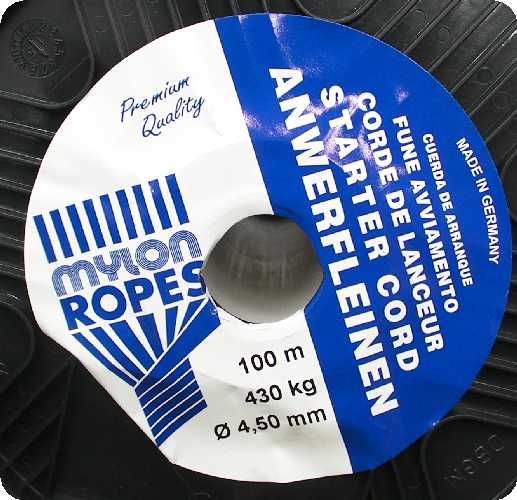 Premium
Quality
mylon
ROPES
100 m
430 kg
Ø 4,50 mm
MADE IN GERMANY
CUERDA DE ARRANQUE
FUNE AVVIAMENTO
CORDE DE LANCEUR
STARTER CORD
ANWERFLEINEN